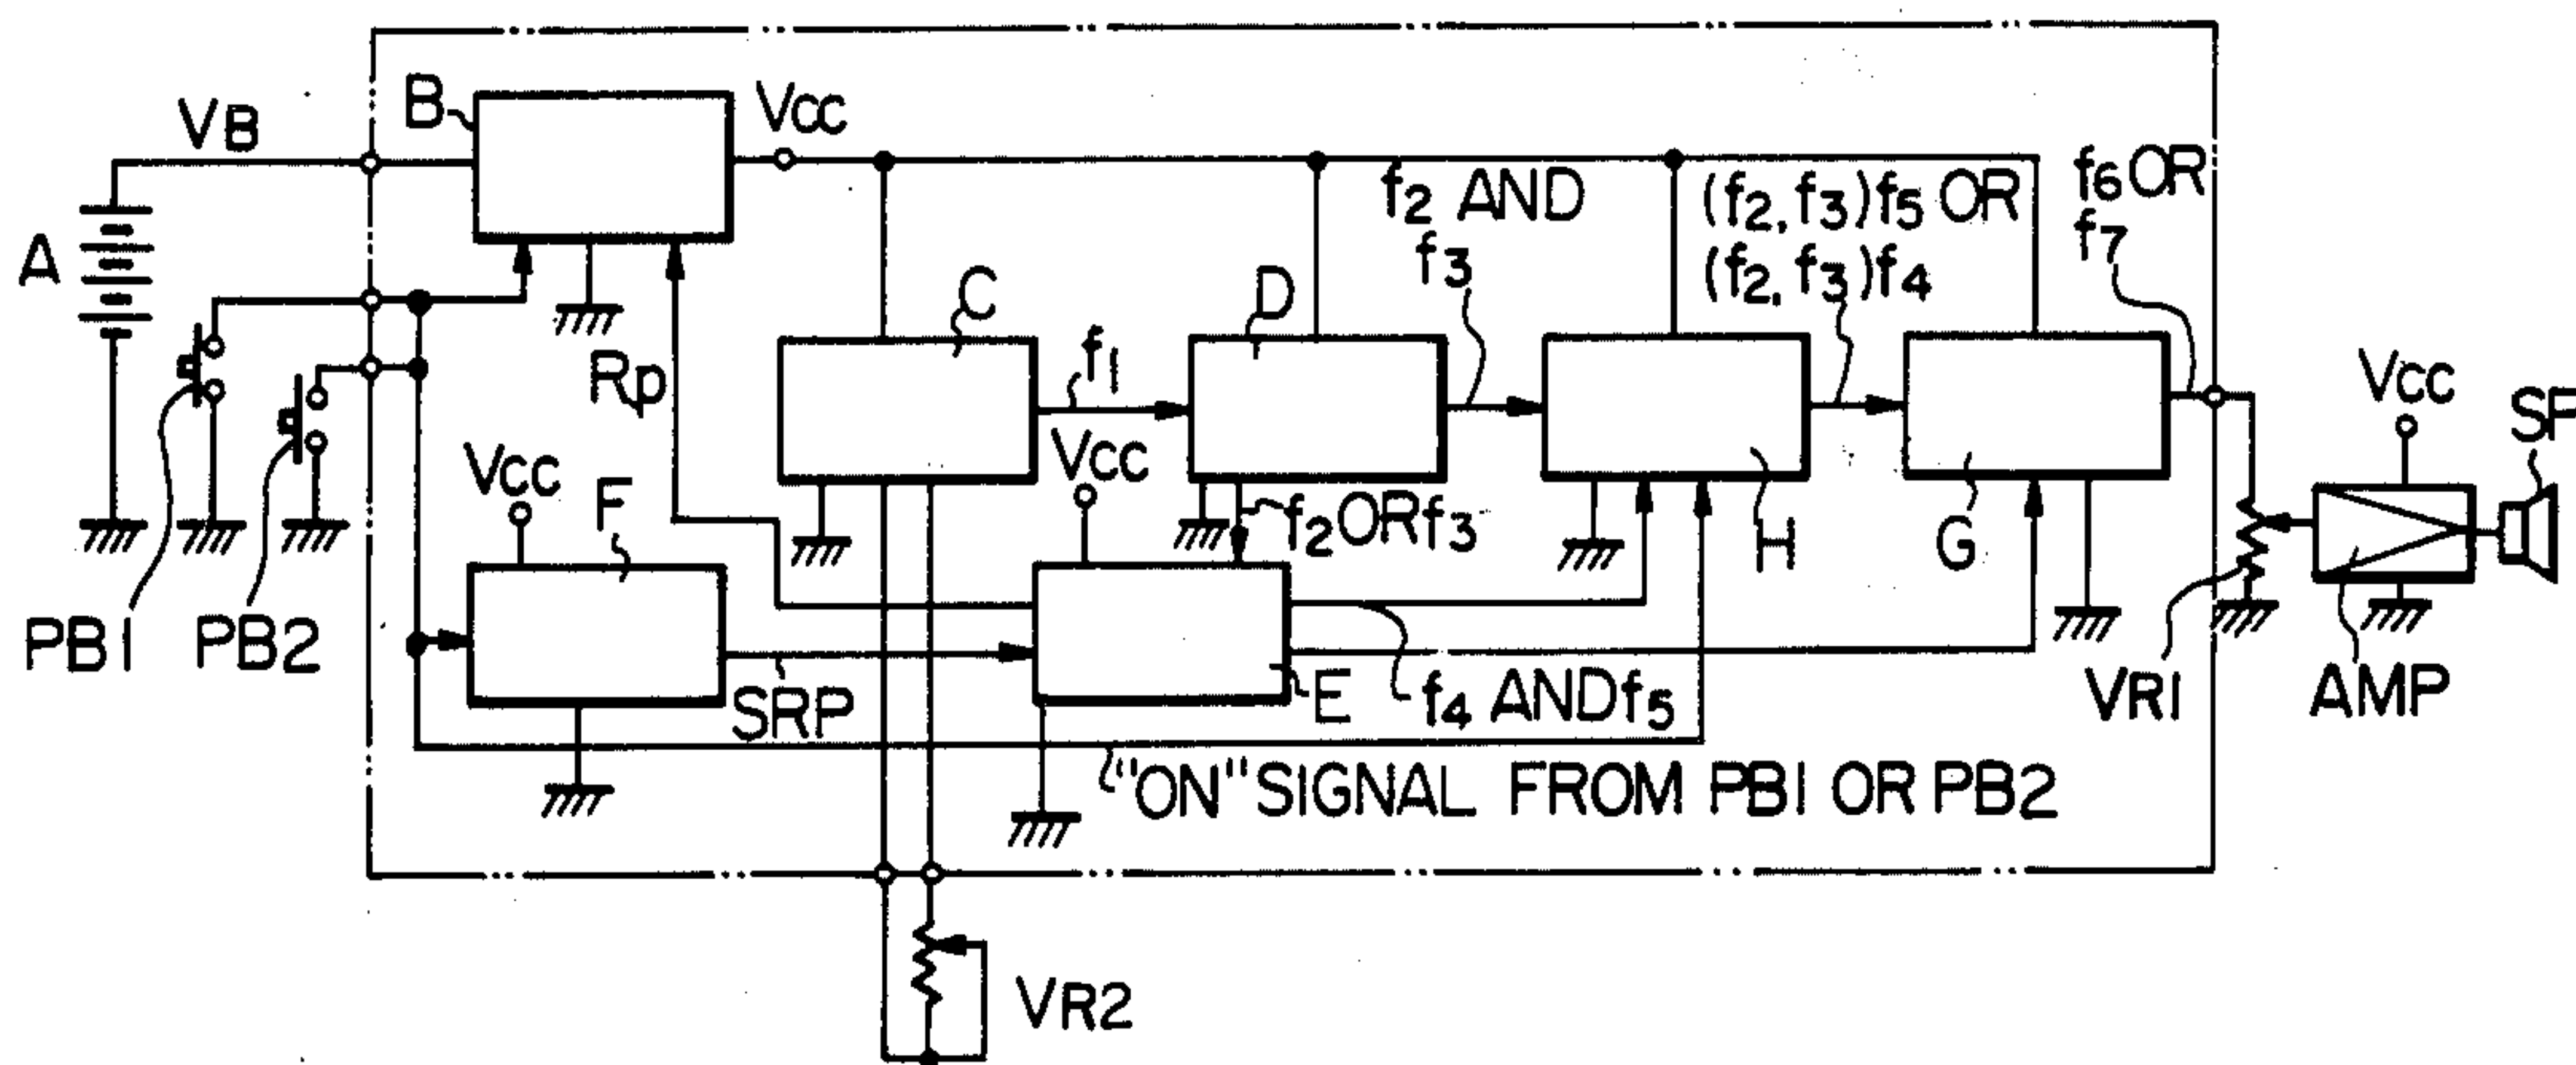 VB
B
VCC
A
f2 AND
f3
(f2, f3)f5 OR
(f2, f3)f4
f6 OR
f7
C
D
f1
Rp
VCC
F
VCC
f2 OR f3
H
G
VCC
PB1
PB2
SRP
E
f4 AND f5
VR1
AMP
"ON" SIGNAL FROM PB1 OR PB2
VR2